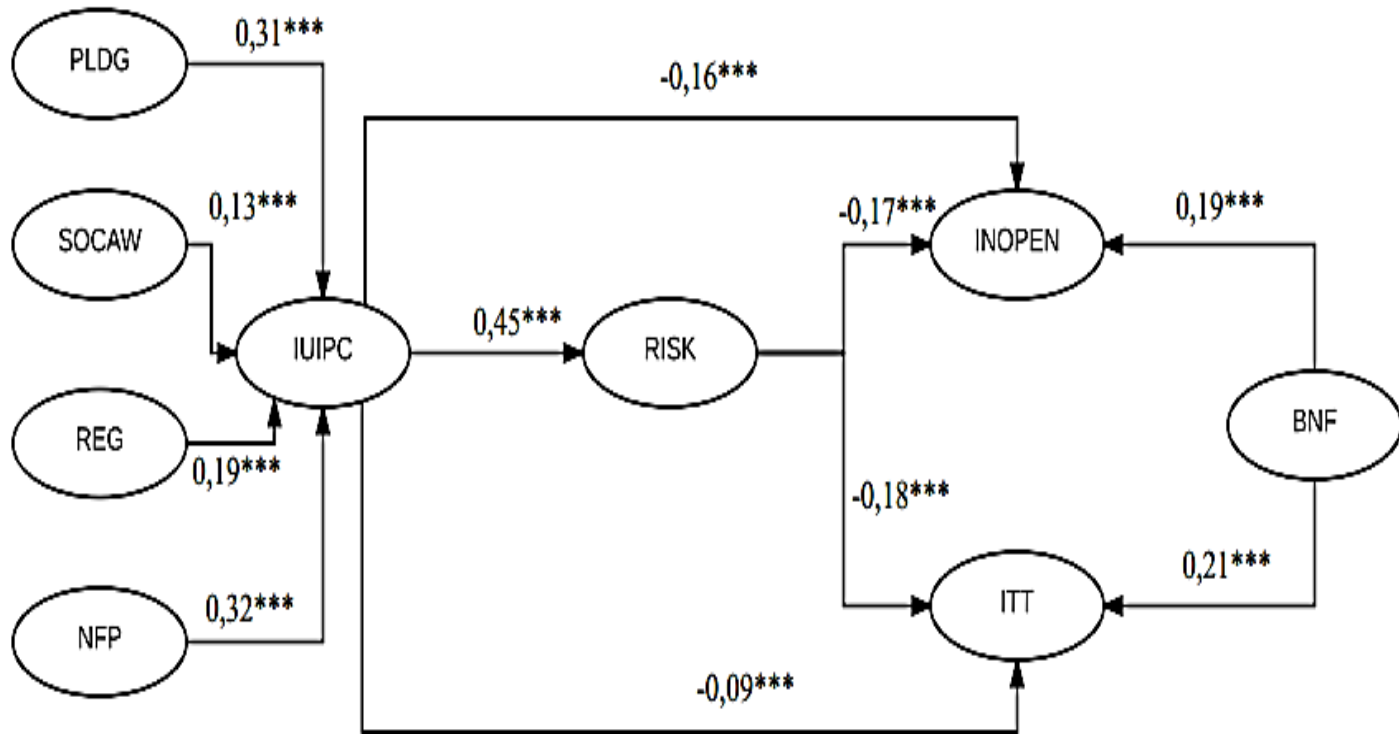 PLDG
0,31***
-0,16***
SOCAW
0,13***
-0,17***
INOPEN
0,19***
IUIPC
0,45***
RISK
REG
0,19***
BNF
-0,18***
NFP
0,32***
ITT
0,21***
-0,09***